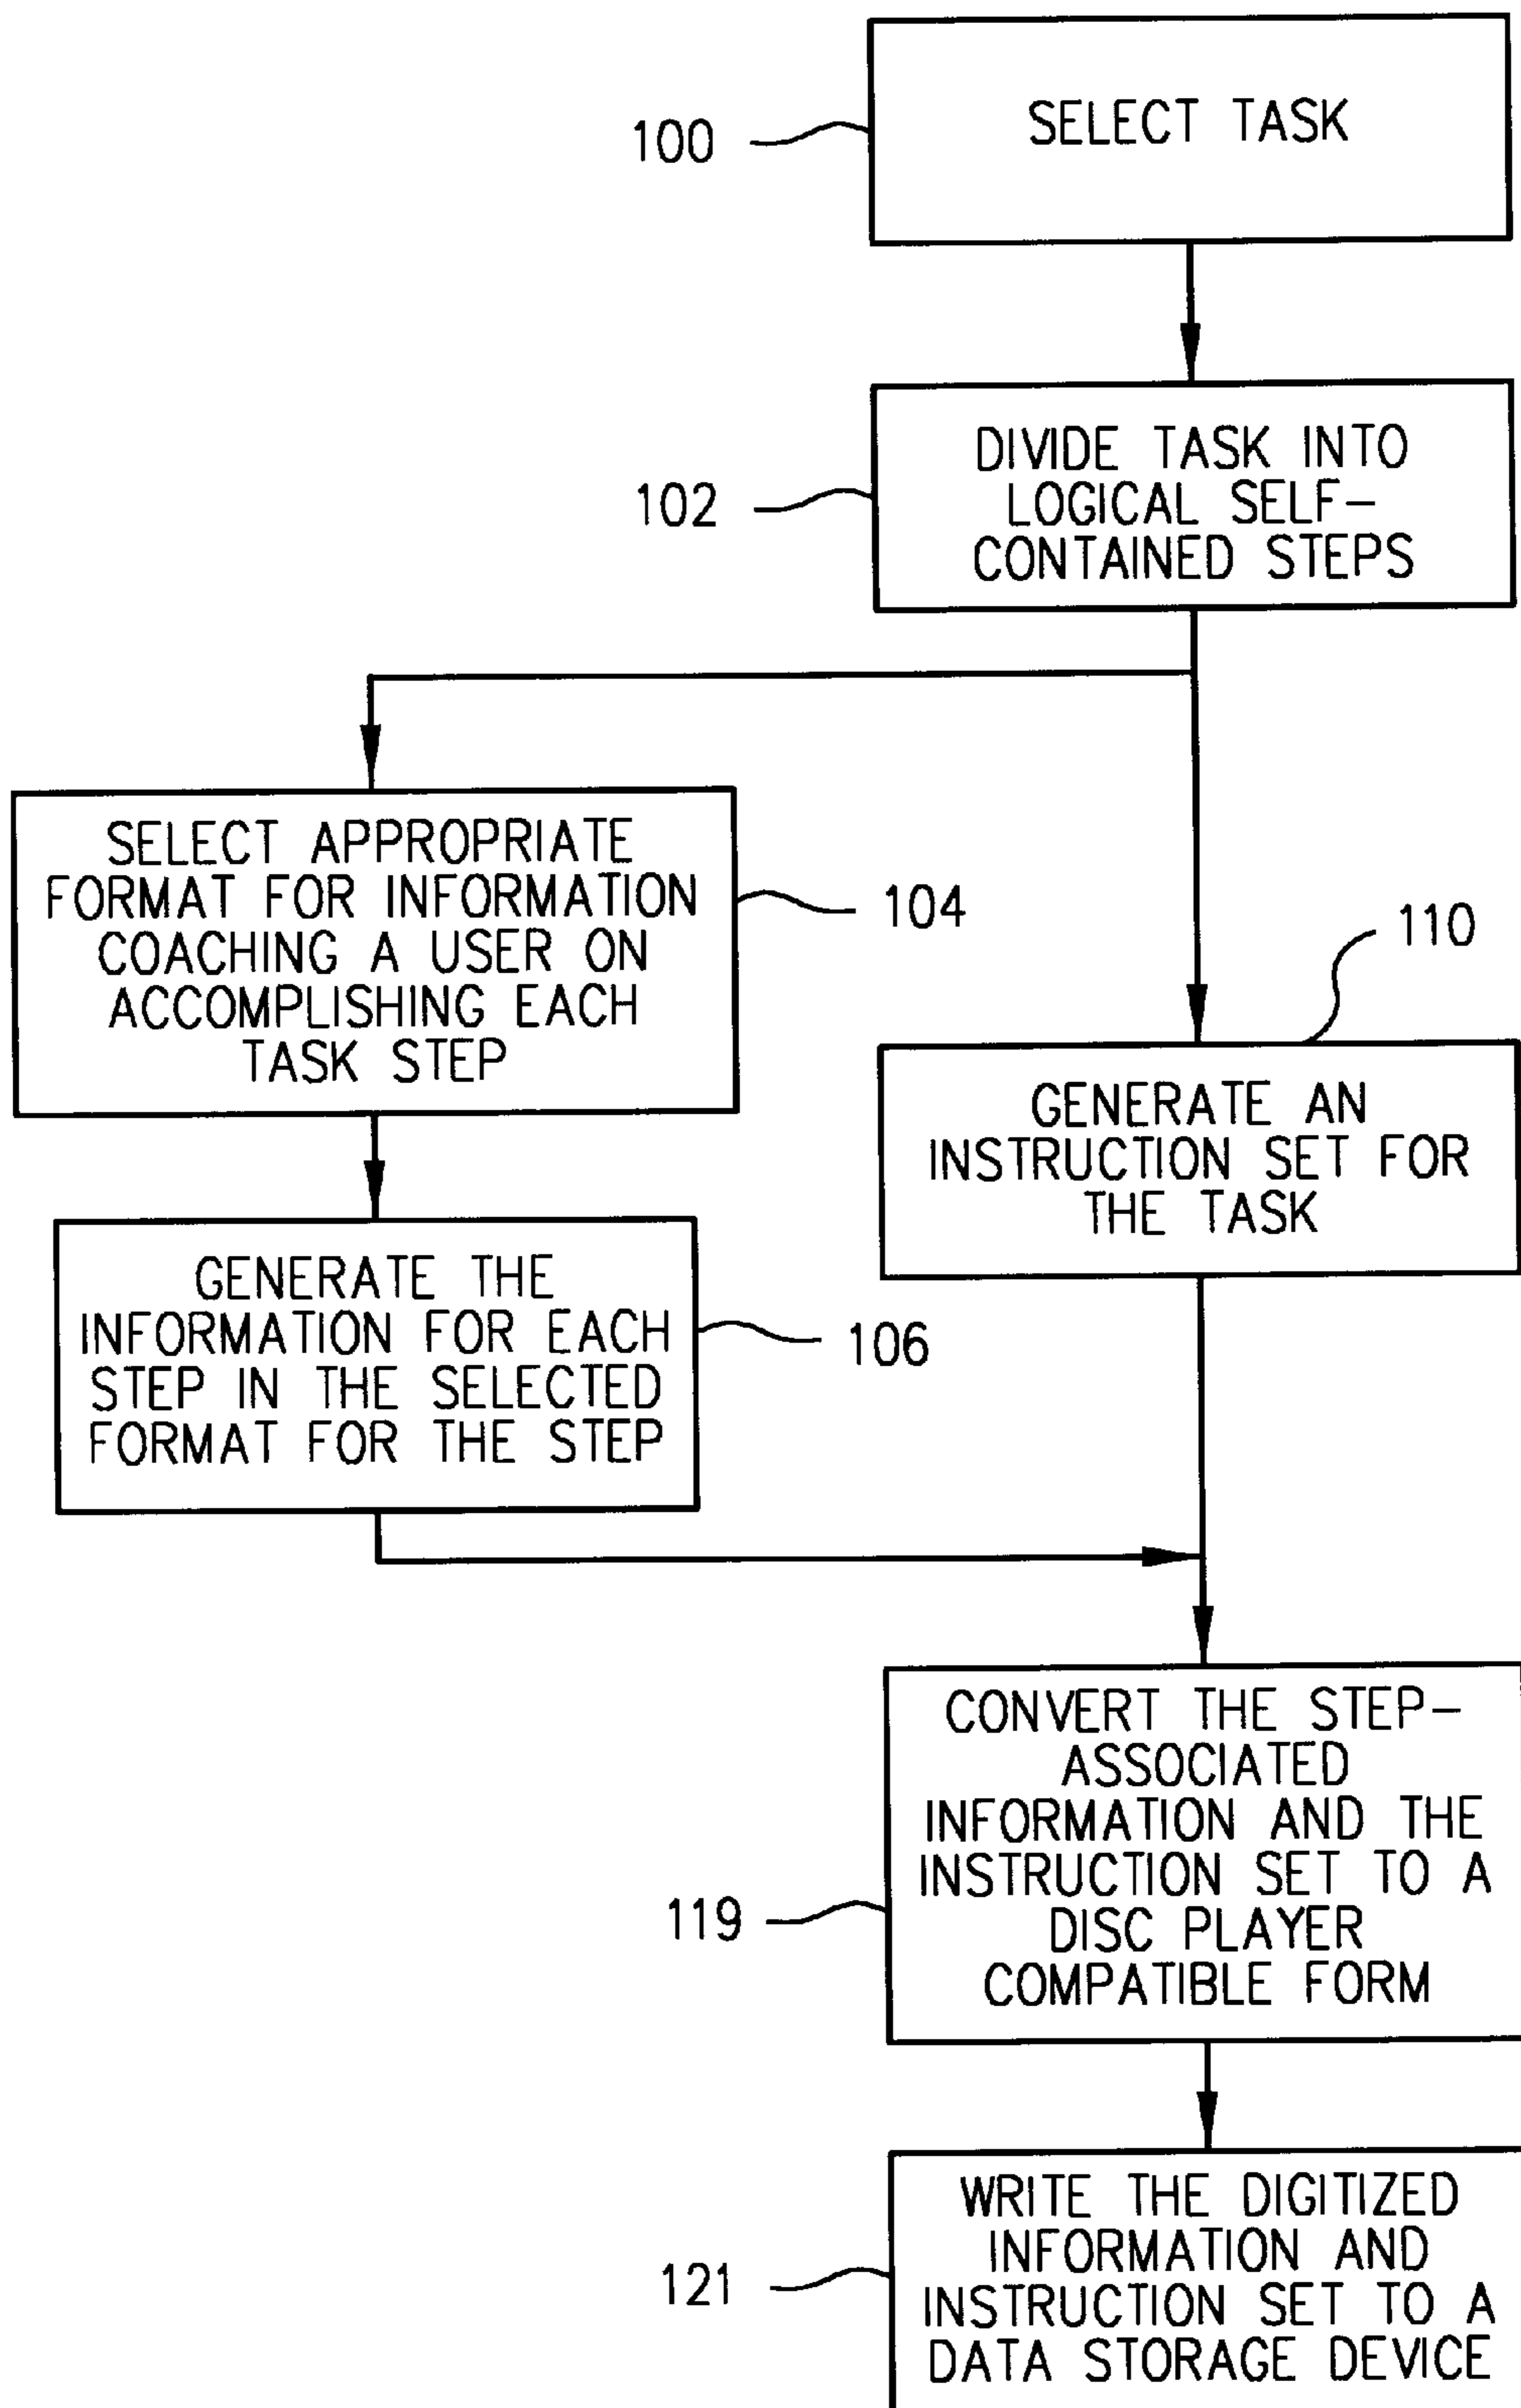 SELECT TASK
100
DIVIDE TASK INTO
LOGICAL SELF-
CONTAINED STEPS
102
SELECT APPROPRIATE
FORMAT FOR INFORMATION
COACHING A USER ON
ACCOMPLISHING EACH
TASK STEP
104
110
GENERATE AN
INSTRUCTION SET FOR
THE TASK
GENERATE THE
INFORMATION FOR EACH
STEP IN THE SELECTED
FORMAT FOR THE STEP
106
CONVERT THE STEP-
ASSOCIATED
INFORMATION AND THE
INSTRUCTION SET TO A
DISC PLAYER
COMPATIBLE FORM
119
WRITE THE DIGITIZED
INFORMATION AND
INSTRUCTION SET TO A
DATA STORAGE DEVICE
121